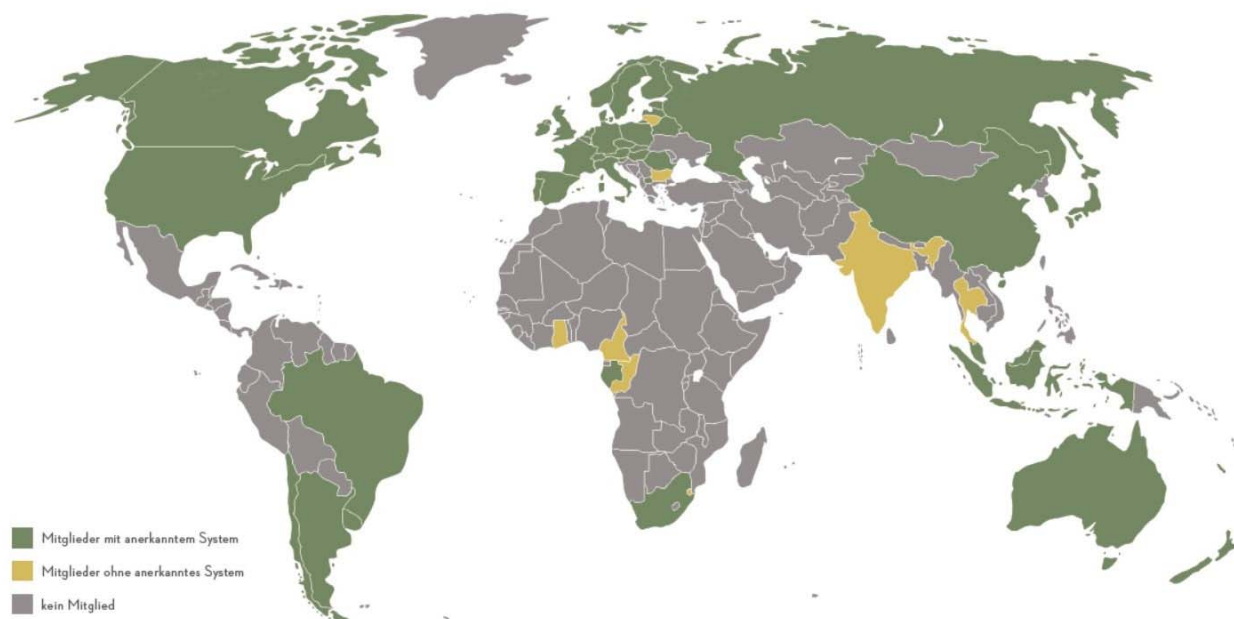 Mitglieder mit anerkanntem System
Mitglieder ohne anerkanntes System
kein Mitglied